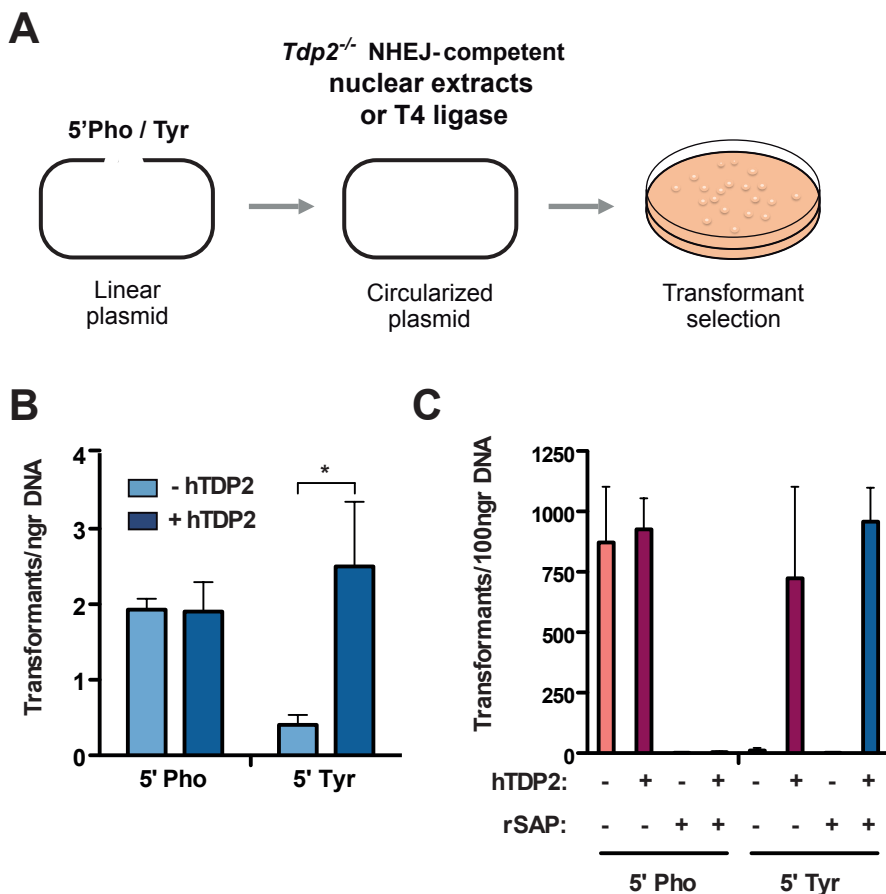 A
Tdp2-/- NHEJ-competent
nuclear extracts
or T4 ligase
5'Pho / Tyr
Linear
plasmid
Circularized
plasmid
Transformant
selection
B
Transformants/ngr DNA
4
3
2
1
0
- hTDP2
+ hTDP2
*
5' Pho
5' Tyr
C
Transformants/100ngr DNA
1250
1000
750
500
250
0
hTDP2: - + - + - + - +
rSAP: - - + + - - + +
5' Pho
5' Tyr